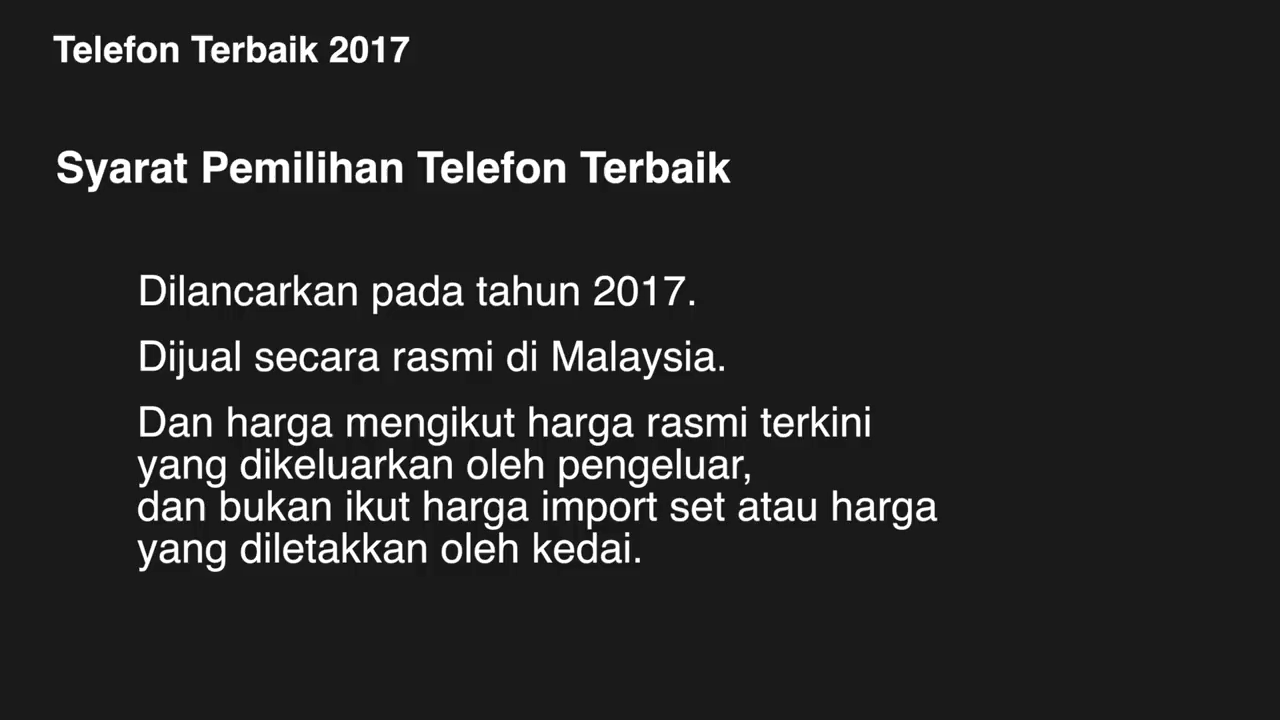 Telefon Terbaik 2017
Syarat Pemilihan Telefon Terbaik
Dilancarkan pada tahun 2017.
Dijual secara rasmi di Malaysia.
Dan harga mengikut harga rasmi terkini
yang dikeluarkan oleh pengeluar,
dan bukan ikut harga import set atau harga
yang diletakkan oleh kedai.